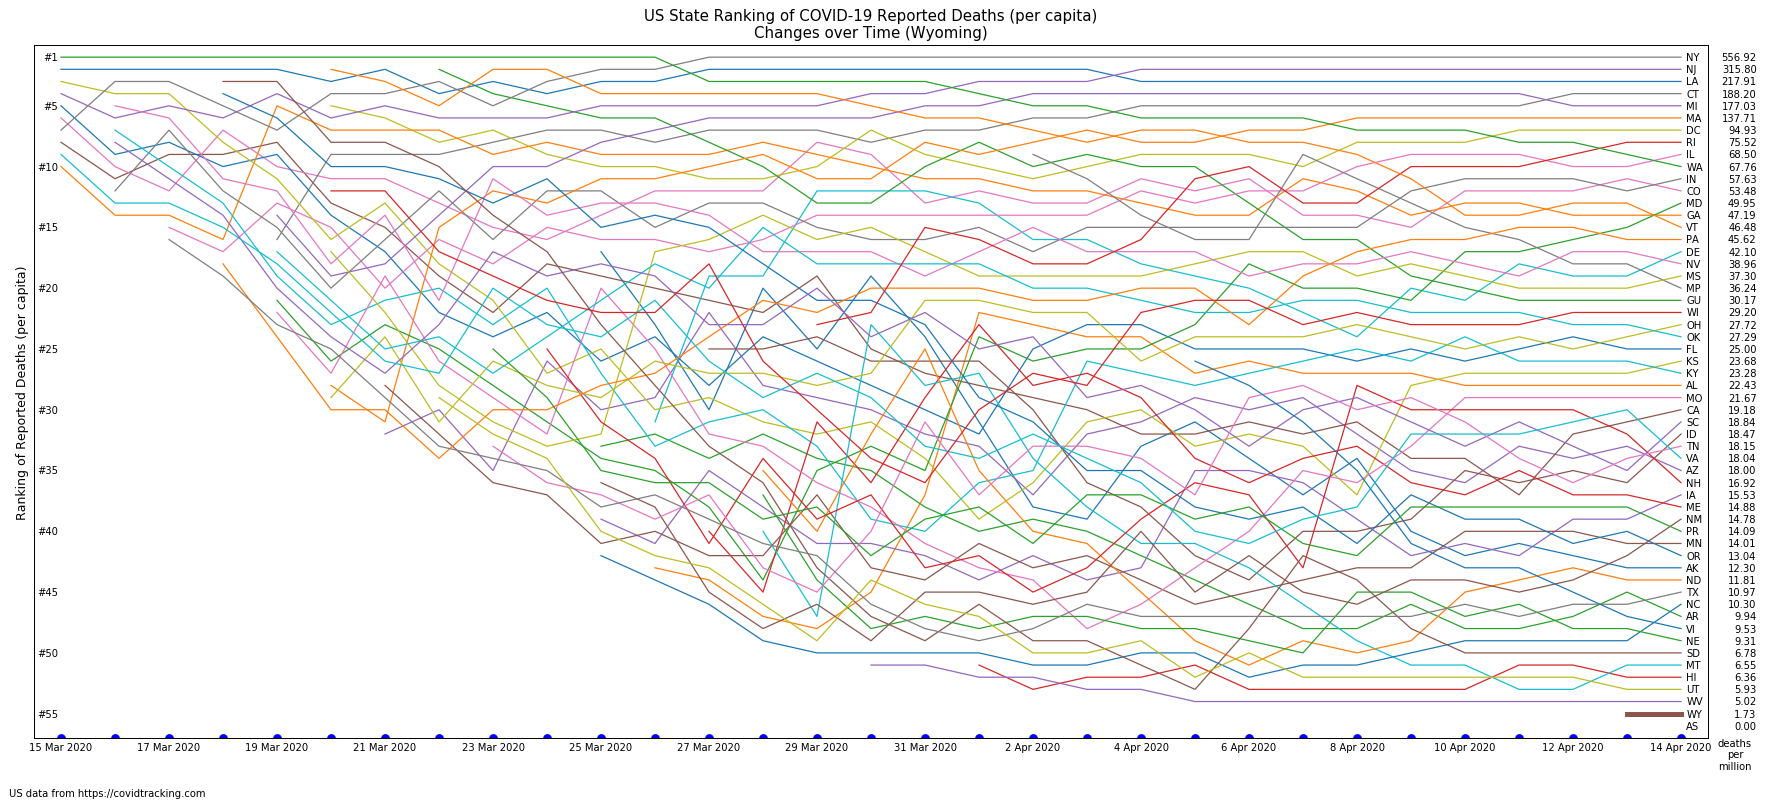 US State Ranking of COVID-19 Reported Deaths (per capita)
Changes over Time (Wyoming)
Ranking of Reported Deaths (per capita)
#1
#5
#10
#15
#20
#25
#30
#35
#40
#45
#50
#55
NY 556.92
NJ 315.80
LA 217.91
CT 188.20
MI 177.03
MA 137.71
DC 94.93
RI 75.52
IL 68.50
WA 67.76
IN 57.63
CO 53.48
MD 49.95
GA 47.19
VT 46.48
PA 45.62
DE 42.10
NV 38.96
MS 37.30
MP 36.24
GU 30.17
WI 29.20
OH 27.72
OK 27.29
FL 25.00
KS 23.68
KY 23.28
AL 22.43
MO 21.67
CA 19.18
SC 18.84
ID 18.47
TN 18.15
VA 18.04
AZ 18.00
NH 16.92
IA 15.53
ME 14.88
NM 14.78
PR 14.09
MN 14.01
OR 13.04
AK 12.30
ND 11.81
TX 10.97
NC 10.30
AR 9.94
VI 9.53
NE 9.31
SD 6.78
MT 6.55
HI 6.36
UT 5.93
WV 5.02
WY 1.73
AS 0.00
15 Mar 2020 17 Mar 2020 19 Mar 2020 21 Mar 2020 23 Mar 2020 25 Mar 2020 27 Mar 2020 29 Mar 2020 31 Mar 2020 2 Apr 2020 4 Apr 2020 6 Apr 2020 8 Apr 2020 10 Apr 2020 12 Apr 2020 14 Apr 2020
deaths
per
million
US data from https://covidtracking.com